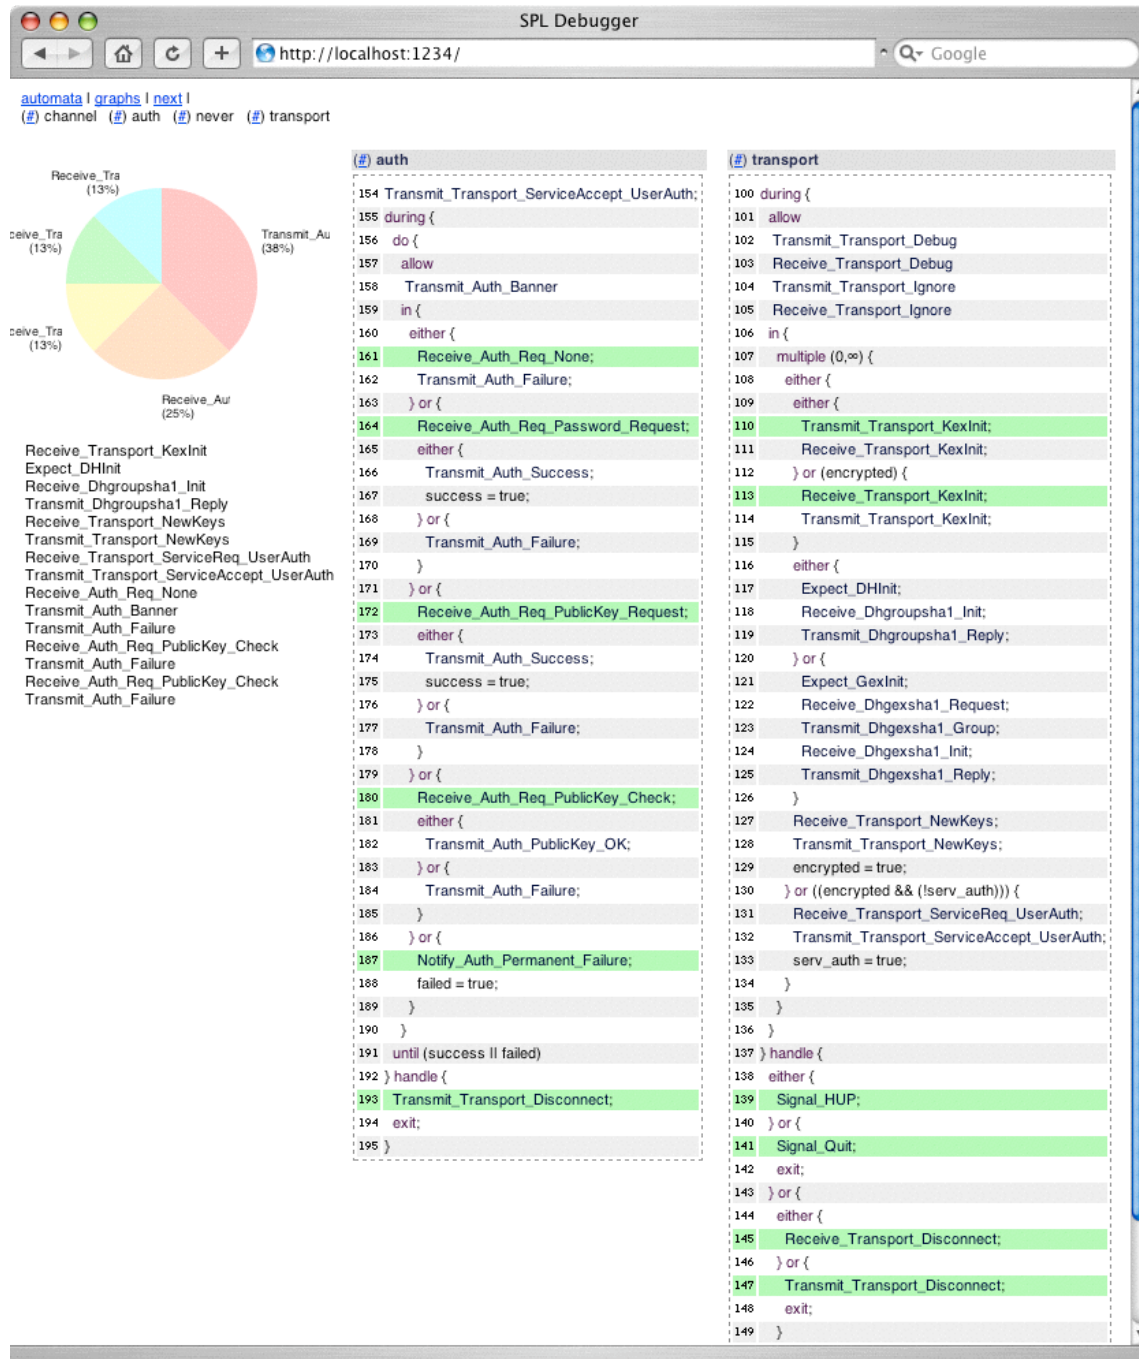 SPL Debugger
http://localhost:1234/
Google
automata | graphs | next |
(#) channel (#) auth (#) never (#) transport
Receive_Tra
(13%)
ceive_Tra
(13%)
Transmit_Au
(38%)
ceive_Tra
(13%)
Receive_Au
(25%)
Receive_Transport_KexInit
Expect_DHInit
Receive_Dhgroupsha1_Init
Transmit_Dhgroupsha1_Reply
Receive_Transport_NewKeys
Transmit_Transport_NewKeys
Receive_Transport_ServiceReq_UserAuth
Transmit_Transport_ServiceAccept_UserAuth
Receive_Auth_Req_None
Transmit_Auth_Banner
Transmit_Auth_Failure
Receive_Auth_Req_PublicKey_Check
Transmit_Auth_Failure
Receive_Auth_Req_PublicKey_Check
Transmit_Auth_Failure
(#) auth
154 Transmit_Transport_ServiceAccept_UserAuth;
155 during {
156 do {
157 allow
158 Transmit_Auth_Banner
159 in {
160 either {
161 Receive_Auth_Req_None;
162 Transmit_Auth_Failure;
163 } or {
164 Receive_Auth_Req_Password_Request;
165 either {
166 Transmit_Auth_Success;
167 success = true;
168 } or {
169 Transmit_Auth_Failure;
170 }
171 } or {
172 Receive_Auth_Req_PublicKey_Request;
173 either {
174 Transmit_Auth_Success;
175 success = true;
176 } or {
177 Transmit_Auth_Failure;
178 }
179 } or {
180 Receive_Auth_Req_PublicKey_Check;
181 either {
182 Transmit_Auth_PublicKey_OK;
183 } or {
184 Transmit_Auth_Failure;
185 }
186 } or {
187 Notify_Auth_Permanent_Failure;
188 failed = true;
189 }
190 }
191 until (success || failed)
192 } handle {
193 Transmit_Transport_Disconnect;
194 exit;
195 }
(#) transport
100 during {
101 allow
102 Transmit_Transport_Debug
103 Receive_Transport_Debug
104 Transmit_Transport_Ignore
105 Receive_Transport_Ignore
106 in {
107 multiple (0,∞) {
108 either {
109 either {
110 Transmit_Transport_KexInit;
111 Receive_Transport_KexInit;
112 } or (encrypted) {
113 Receive_Transport_KexInit;
114 Transmit_Transport_KexInit;
115 }
116 either {
117 Expect_DHInit;
118 Receive_Dhgroupsha1_Init;
119 Transmit_Dhgroupsha1_Reply;
120 } or {
121 Expect_GexInit;
122 Receive_Dhgexsha1_Request;
123 Transmit_Dhgexsha1_Group;
124 Receive_Dhgexsha1_Init;
125 Transmit_Dhgexsha1_Reply;
126 }
127 Receive_Transport_NewKeys;
128 Transmit_Transport_NewKeys;
129 encrypted = true;
130 } or ((encrypted && (!serv_auth))) {
131 Receive_Transport_ServiceReq_UserAuth;
132 Transmit_Transport_ServiceAccept_UserAuth;
133 serv_auth = true;
134 }
135 }
136 }
137 } handle {
138 either {
139 Signal_HUP;
140 } or {
141 Signal_Quit;
142 exit;
143 } or {
144 either {
145 Receive_Transport_Disconnect;
146 } or {
147 Transmit_Transport_Disconnect;
148 exit;
149 }